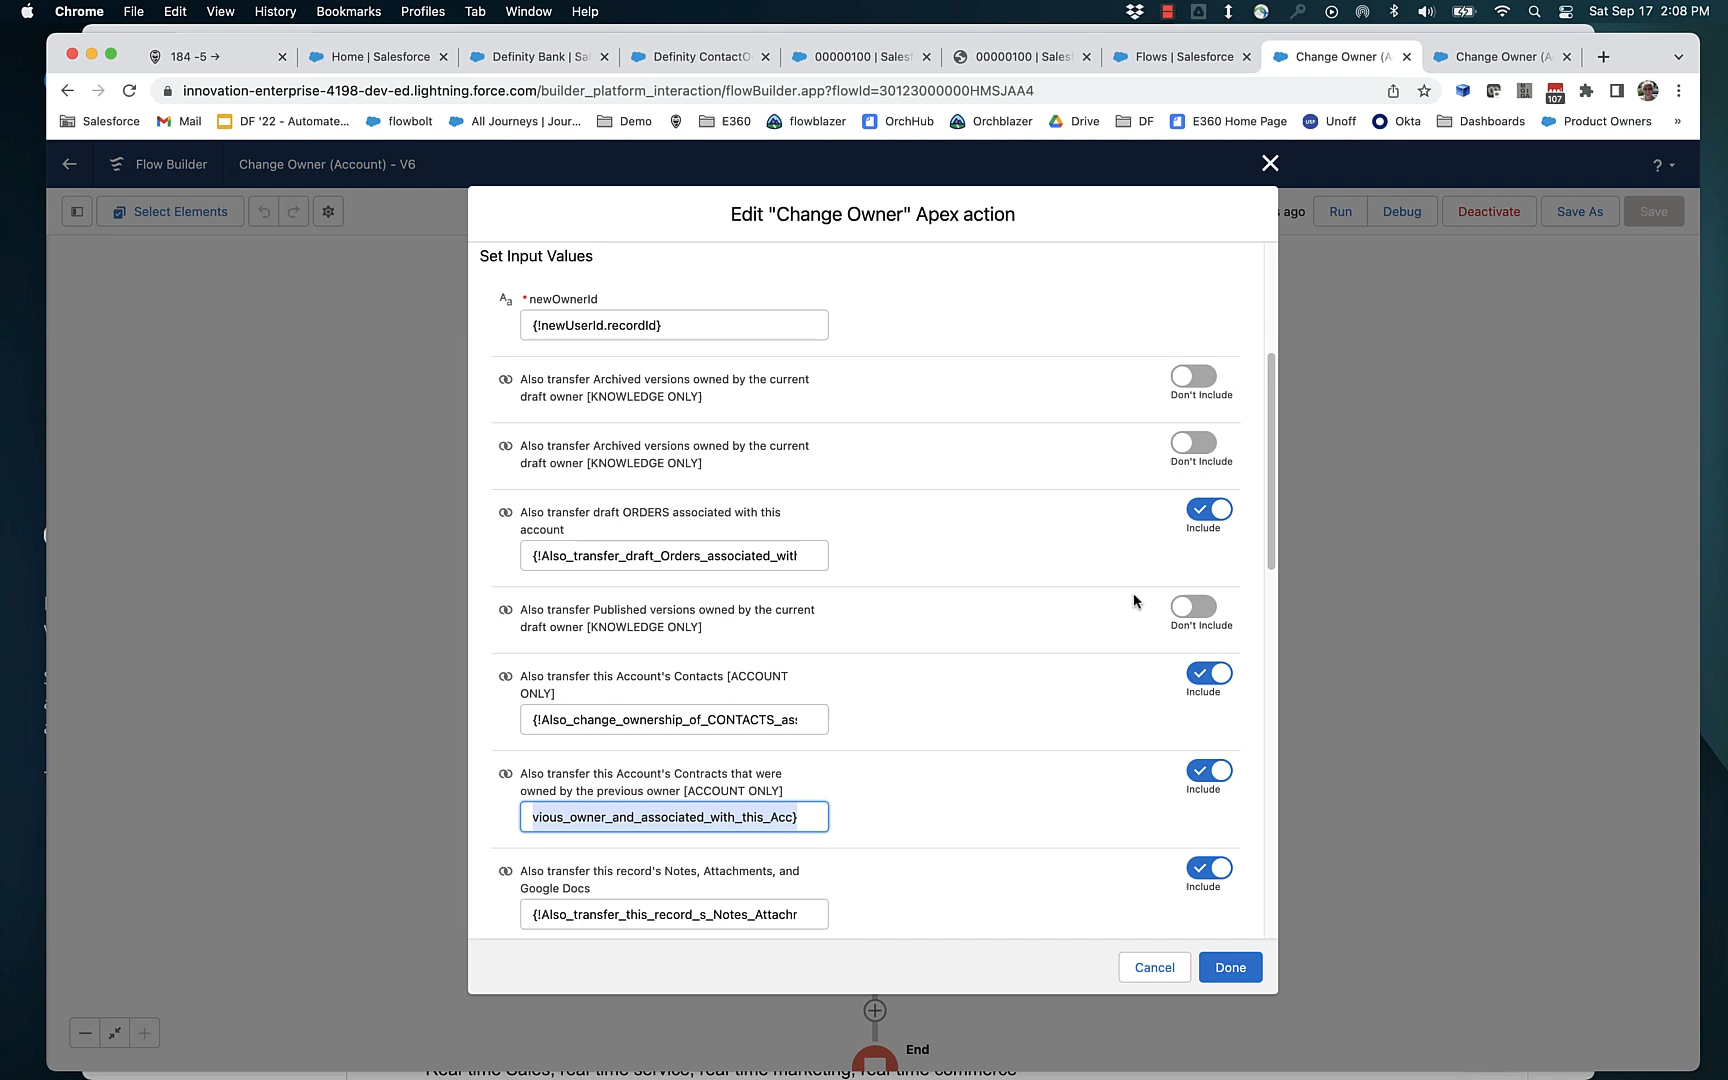 Chrome File Edit View History Bookmarks Profiles Tab Window Help Sat Sep 17 2:08 PM
184 -5 → Home | Salesforce Definity Bank | Sal Definity ContactO 00000100 | Salesf 00000100 | Salesf Flows | Salesforce Change Owner (A Change Owner (A
innovation-enterprise-4198-dev-ed.lightning.force.com/builder_platform_interaction/flowBuilder.app?flowId=30123000000HMSJAA4 107
Salesforce Mail DF '22 - Automate... flowbolt All Journeys | Jour... Demo E360 flowblazer OrchHub Orchblazer Drive DF E360 Home Page Unoff Okta Dashboards Product Owners »
Flow Builder Change Owner (Account) - V6 ?
Select Elements s ago Run Debug Deactivate Save As Save
Edit "Change Owner" Apex action
Set Input Values
Aa * newOwnerId
{!newUserId.recordId}
Also transfer Archived versions owned by the current
draft owner [KNOWLEDGE ONLY]
Don't Include
Also transfer Archived versions owned by the current
draft owner [KNOWLEDGE ONLY]
Don't Include
Also transfer draft ORDERS associated with this
account
Include
{!Also_transfer_draft_Orders_associated_with
Also transfer Published versions owned by the current
draft owner [KNOWLEDGE ONLY]
Don't Include
Also transfer this Account's Contacts [ACCOUNT
ONLY]
Include
{!Also_change_ownership_of_CONTACTS_ass
Also transfer this Account's Contracts that were
owned by the previous owner [ACCOUNT ONLY]
Include
vious_owner_and_associated_with_this_Acc}
Also transfer this record's Notes, Attachments, and
Google Docs
Include
{!Also_transfer_this_record_s_Notes_Attachr
Cancel Done
End
Real time Sales, real time service, real time marketing, real time commerce